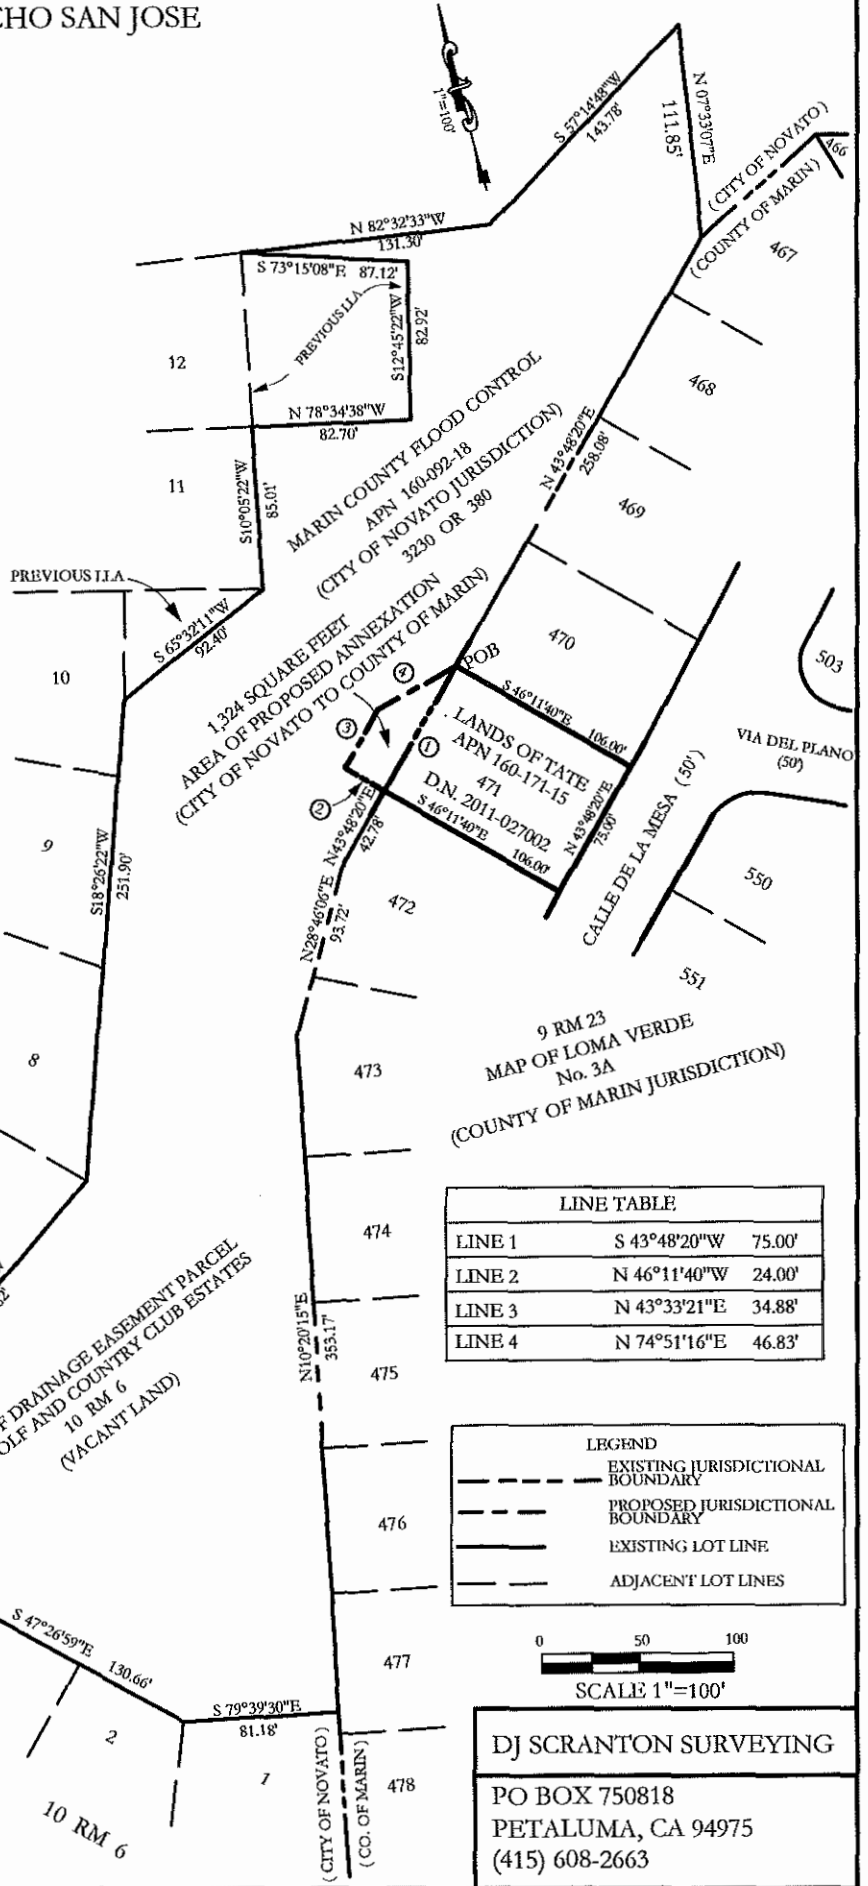 CHO SAN JOSE
1"=100'
S 57°14'48"W
143.78'
N 07°33'07"E
111.85'
(CITY OF NOVATO)
(COUNTY OF MARIN)
466
467
N 82°32'33"W
131.30'
S 73°15'08"E 87.12'
PREVIOUS LLA
S12°45'22"W
82.92'
12
N 78°34'38"W
82.70'
468
MARIN COUNTY FLOOD CONTROL
APN 160-092-18
(CITY OF NOVATO JURISDICTION)
3230 OR 380
N 43°48'20"E
258.08'
469
11
S10°05'22"W
85.01'
PREVIOUS LLA
S 65°32'11"W
92.40'
10
1,324 SQUARE FEET
AREA OF PROPOSED ANNEXATION
(CITY OF NOVATO TO COUNTY OF MARIN)
470
503
POB
4
3
1
2
S 46°11'40"E 106.00'
LANDS OF TATE
APN 160-171-15
471
D.N. 2011-027002
S 46°11'40"E 106.00'
N 43°48'20"E
75.00'
CALLE DE LA MESA (50')
VIA DEL PLANO
(50')
N43°48'20"E
42.78'
9
S18°26'22"W
251.90'
N28°46'06"E
93.72'
472
550
551
9 RM 23
MAP OF LOMA VERDE
No. 3A
(COUNTY OF MARIN JURISDICTION)
8
473
474
LINE TABLE
LINE 1 S 43°48'20"W 75.00'
LINE 2 N 46°11'40"W 24.00'
LINE 3 N 43°33'21"E 34.88'
LINE 4 N 74°51'16"E 46.83'
F DRAINAGE EASEMENT PARCEL
OLF AND COUNTRY CLUB ESTATES
10 RM 6
(VACANT LAND)
N10°20'15"E
353.17'
475
LEGEND
EXISTING JURISDICTIONAL
BOUNDARY
PROPOSED JURISDICTIONAL
BOUNDARY
EXISTING LOT LINE
ADJACENT LOT LINES
476
S 47°26'59"E 130.66'
477
0 50 100
SCALE 1"=100'
S 79°39'30"E
81.18'
2
1
(CITY OF NOVATO)
(CO. OF MARIN)
478
10 RM 6
DJ SCRANTON SURVEYING
PO BOX 750818
PETALUMA, CA 94975
(415) 608-2663